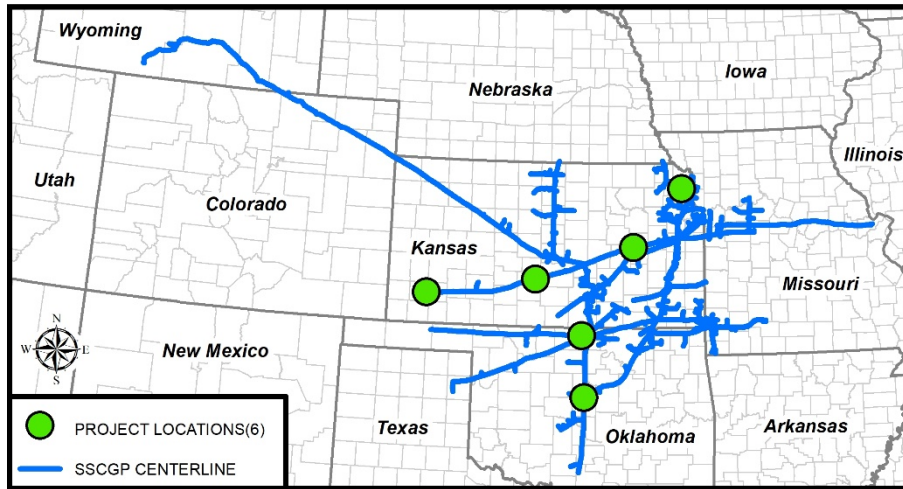 Wyoming
Iowa
Nebraska
Illinois
Utah
Colorado
Kansas
Missouri
N
W E
S
New Mexico
Texas
Oklahoma
Arkansas
PROJECT LOCATIONS(6)
SSCGP CENTERLINE